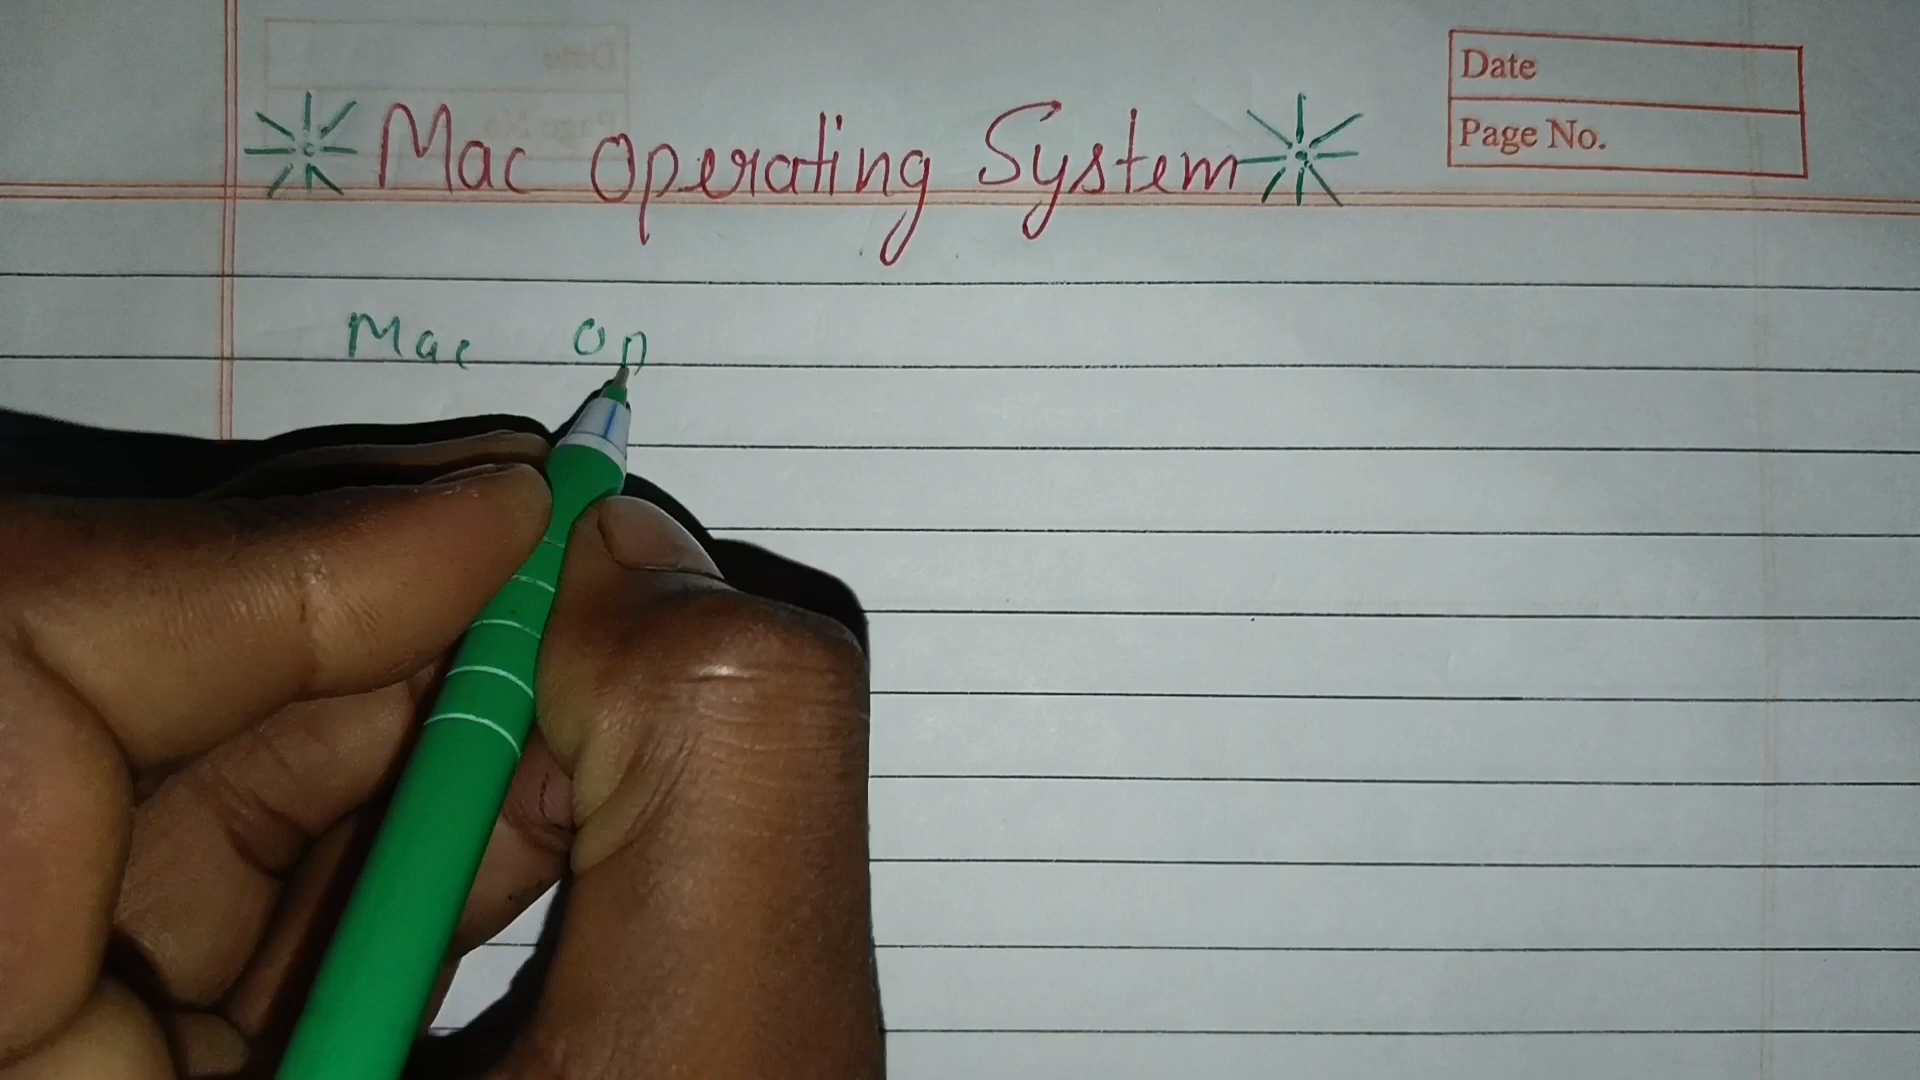 Date
Page No.
Mac Operating System
Mac Op